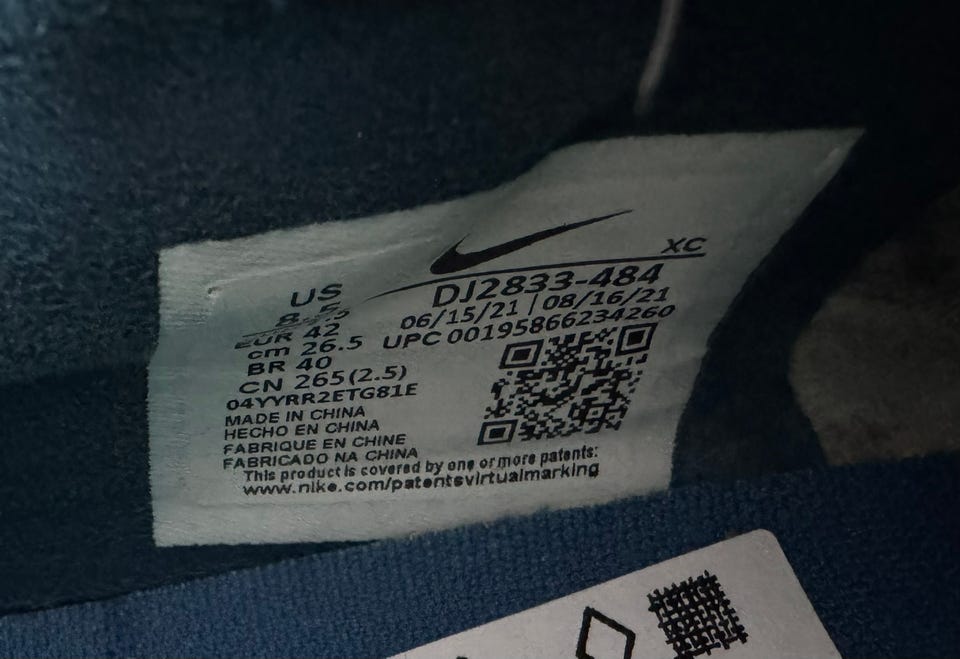 XC
DJ2833-484
06/15/21 | 08/16/21
UPC 00195866234260
US
EUR 42
cm 26.5
BR 40
CN 265(2.5)
04YYRR2ETG81E
MADE IN CHINA
HECHO EN CHINA
FABRIQUE EN CHINE
FABRICADO NA CHINA
This product is covered by one or more patents:
www.nike.com/patentsvirtualmarking